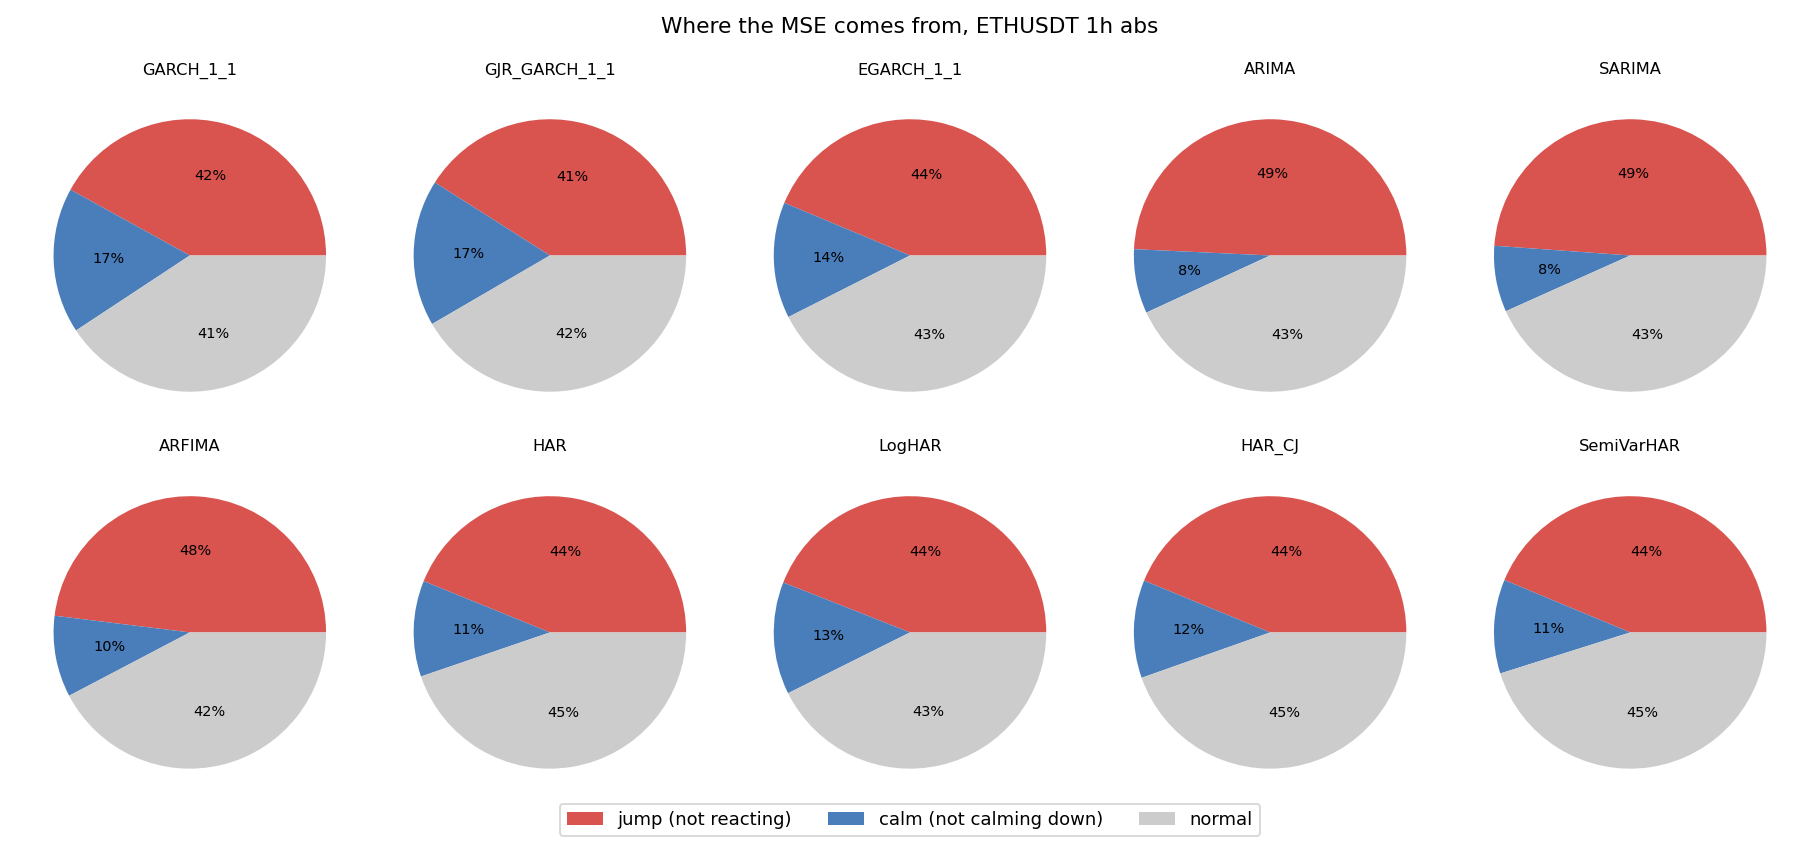 Where the MSE comes from, ETHUSDT 1h abs
GARCH_1_1
GJR_GARCH_1_1
EGARCH_1_1
ARIMA
SARIMA
42%
17%
41%
41%
17%
42%
44%
14%
43%
49%
8%
43%
49%
8%
43%
ARFIMA
HAR
LogHAR
HAR_CJ
SemiVarHAR
48%
10%
42%
44%
11%
45%
44%
13%
43%
44%
12%
45%
44%
11%
45%
jump (not reacting)
calm (not calming down)
normal